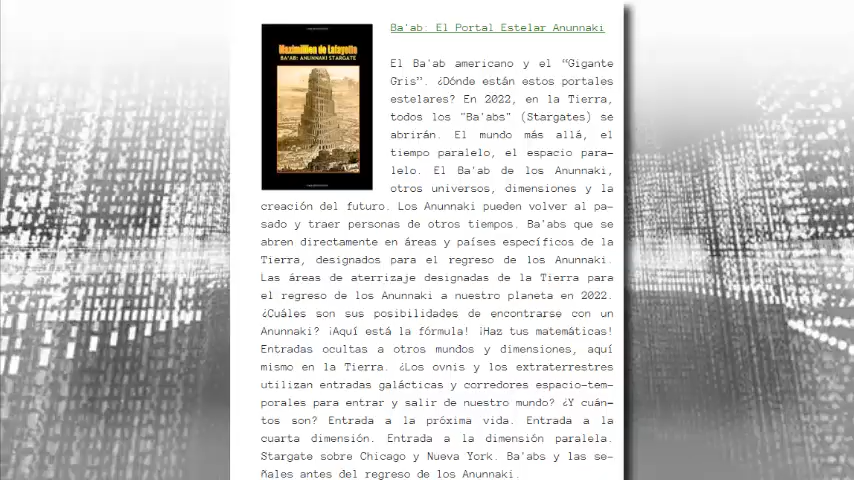 Ba'ab: El Portal Estelar Anunnaki
Maximillien de Lafayette
BA'AB: ANUNNAKI STARGATE
El Ba'ab americano y el “Gigante
Gris”. ¿Dónde están estos portales
estelares? En 2022, en la Tierra,
todos los "Ba'abs" (Stargates) se
abrirán. El mundo más allá, el
tiempo paralelo, el espacio para-
lelo. El Ba'ab de los Anunnaki,
otros universos, dimensiones y la
creación del futuro. Los Anunnaki pueden volver al pa-
sado y traer personas de otros tiempos. Ba'abs que se
abren directamente en áreas y países específicos de la
Tierra, designados para el regreso de los Anunnaki.
Las áreas de aterrizaje designadas de la Tierra para
el regreso de los Anunnaki a nuestro planeta en 2022.
¿Cuáles son sus posibilidades de encontrarse con un
Anunnaki? ¡Aquí está la fórmula! ¡Haz tus matemáticas!
Entradas ocultas a otros mundos y dimensiones, aquí
mismo en la Tierra. ¿Los ovnis y los extraterrestres
utilizan entradas galácticas y corredores espacio-tem-
porales para entrar y salir de nuestro mundo? ¿Y cuán-
tos son? Entrada a la próxima vida. Entrada a la
cuarta dimensión. Entrada a la dimensión paralela.
Stargate sobre Chicago y Nueva York. Ba'abs y las se-
ñales antes del regreso de los Anunnaki.